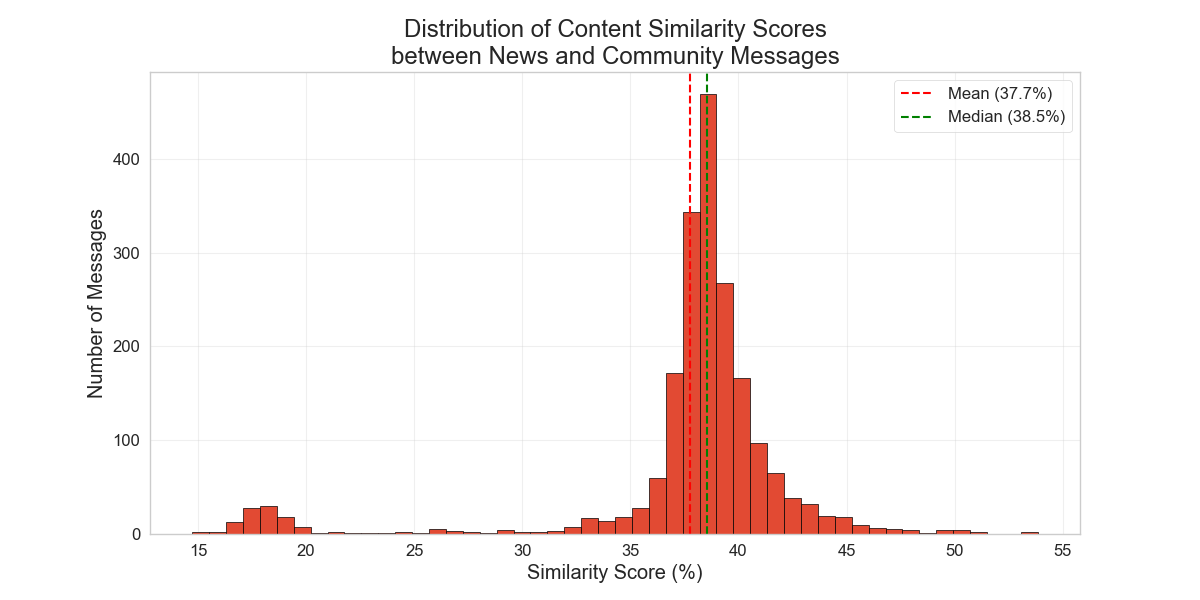 Distribution of Content Similarity Scores
between News and Community Messages
Mean (37.7%)
Median (38.5%)
Number of Messages
400
300
200
100
0
15 20 25 30 35 40 45 50 55
Similarity Score (%)